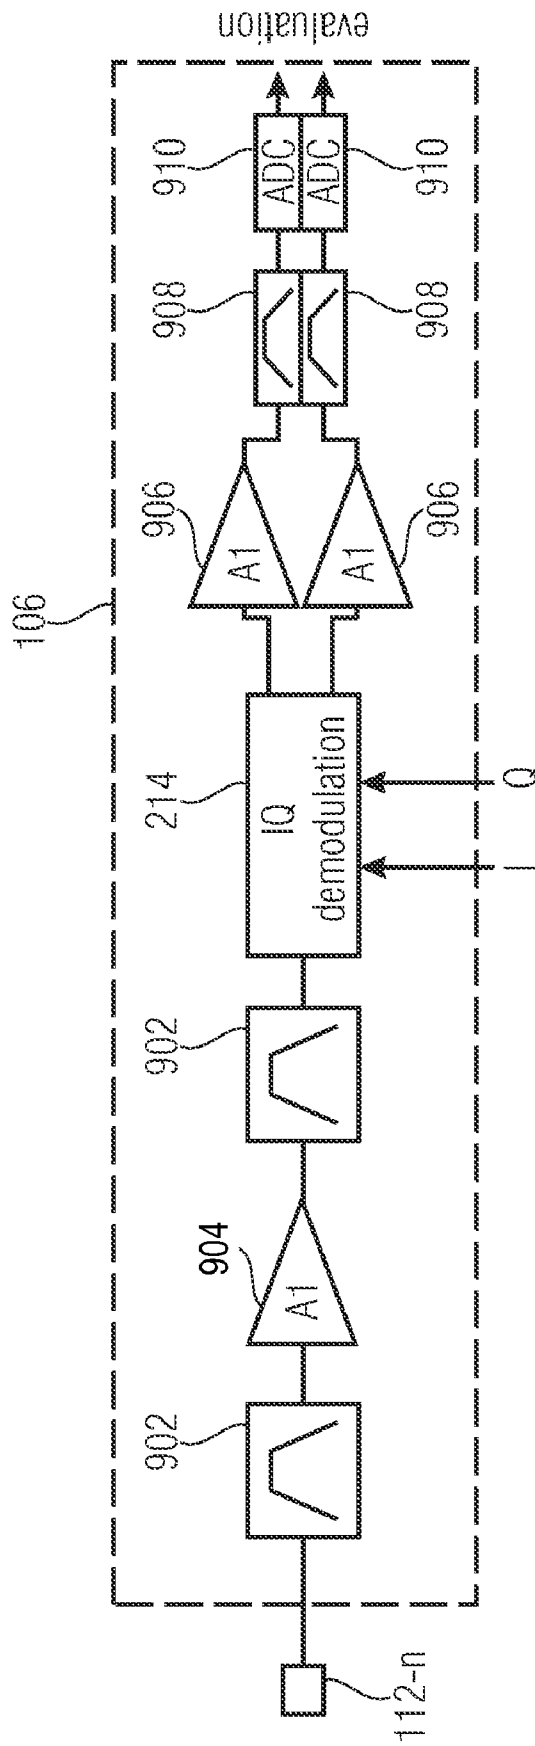 106
112-n
902
904
A1
902
214
IQ
demodulation
I
Q
906
A1
906
A1
908
908
910
ADC
ADC
910
evaluation